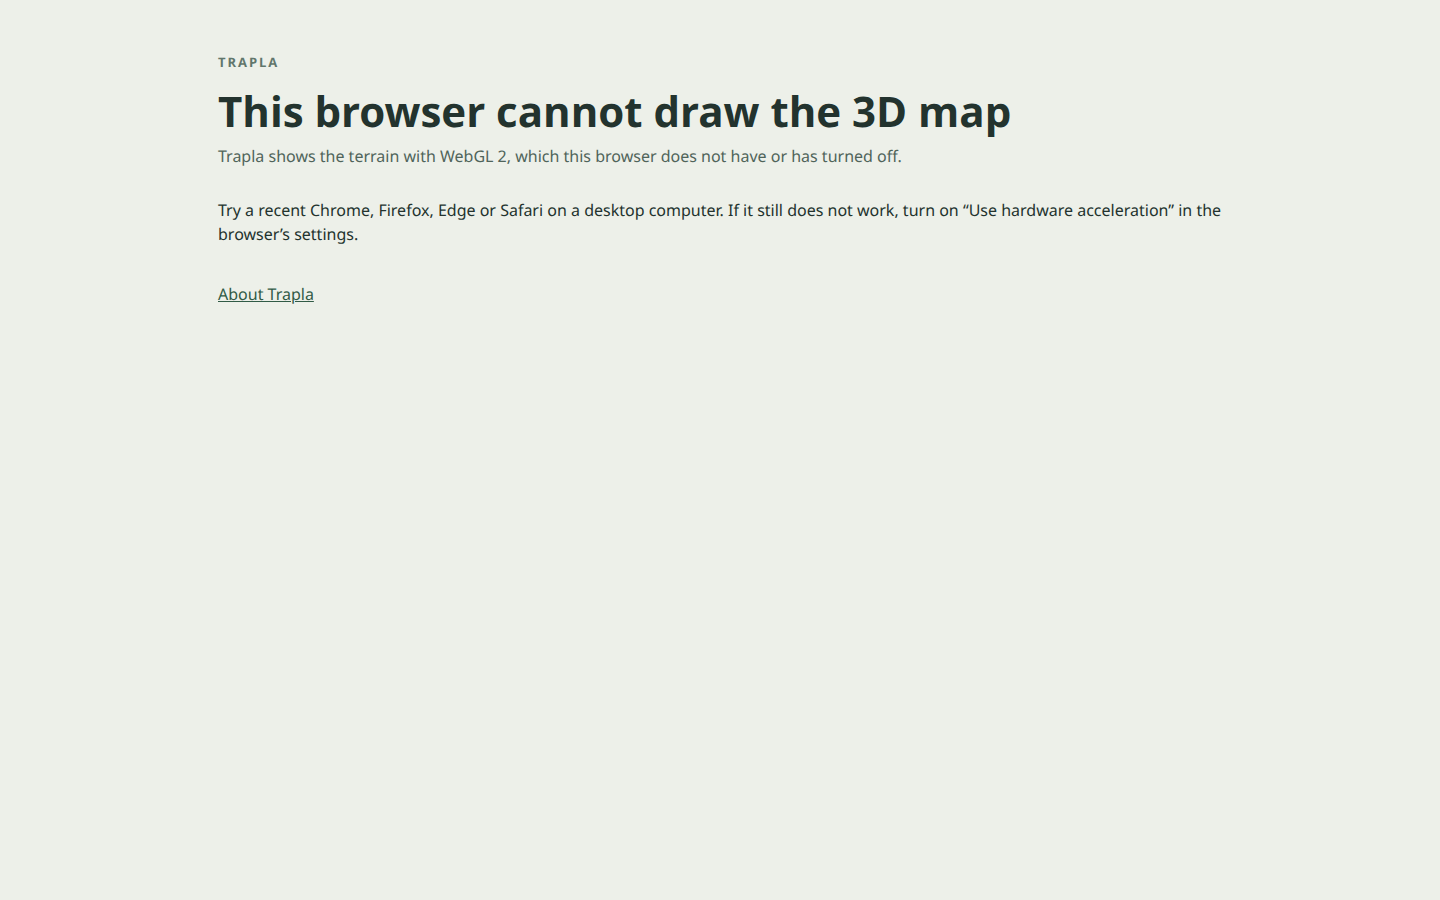 TRAPLA
This browser cannot draw the 3D map
Trapla shows the terrain with WebGL 2, which this browser does not have or has turned off.
Try a recent Chrome, Firefox, Edge or Safari on a desktop computer. If it still does not work, turn on “Use hardware acceleration” in the
browser’s settings.
About Trapla